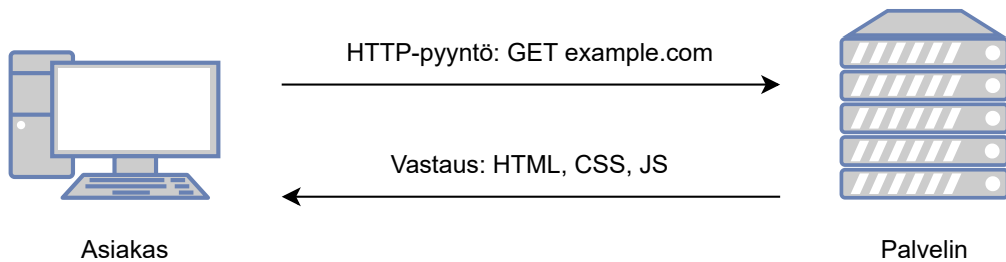 HTTP-pyyntö: GET example.com
Vastaus: HTML, CSS, JS
Asiakas
Palvelin